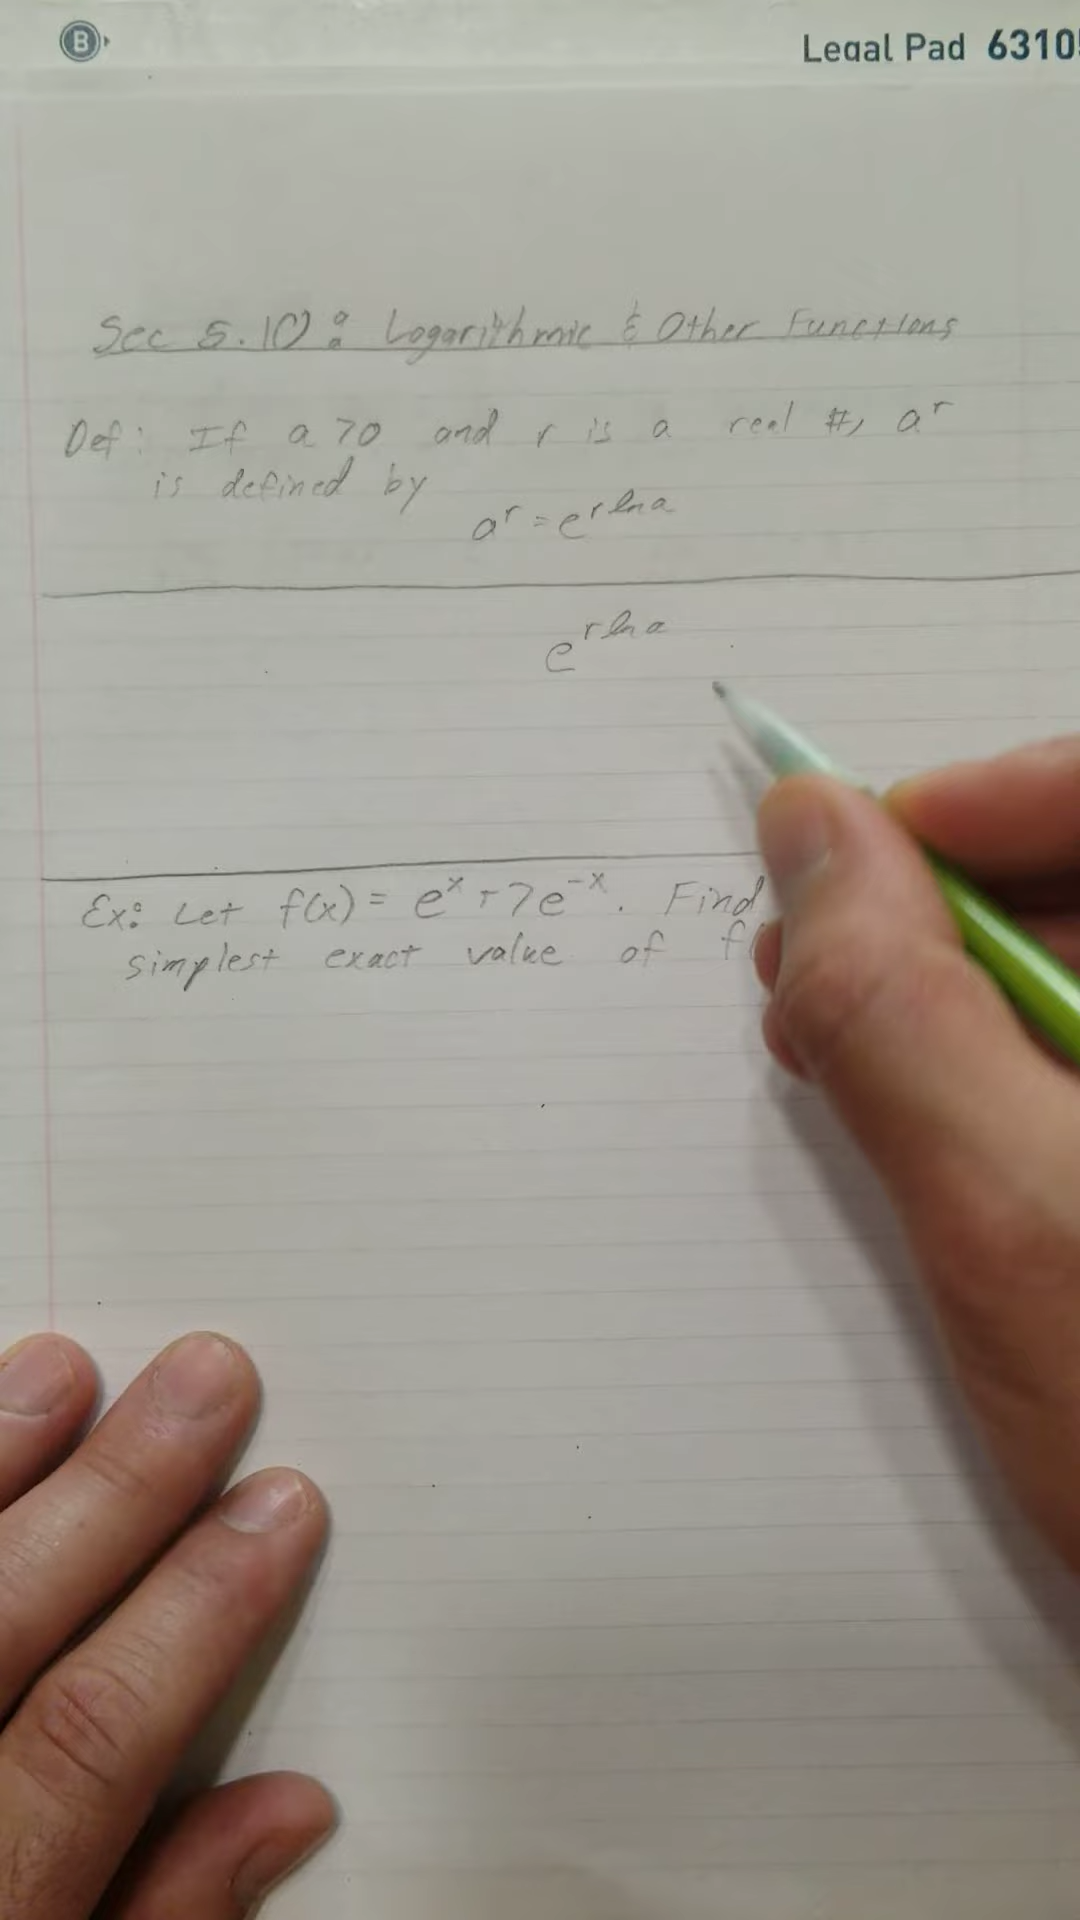 B
Legal Pad 6310
Sec 5.10: Logarithmic & Other Functions
Def: If a > 0 and r is a real #, a^r
is defined by
a^r = e^{r ln a}
e^{r ln a}
Ex: Let f(x) = e^x + 7e^{-x}. Find
simplest exact value of f(